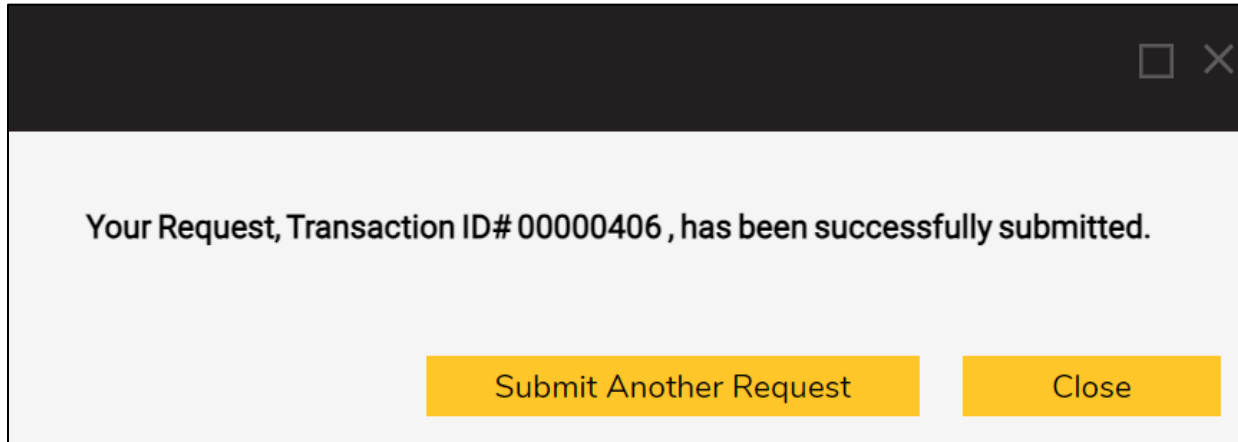 Your Request, Transaction ID# 00000406 , has been successfully submitted.
Submit Another Request
Close